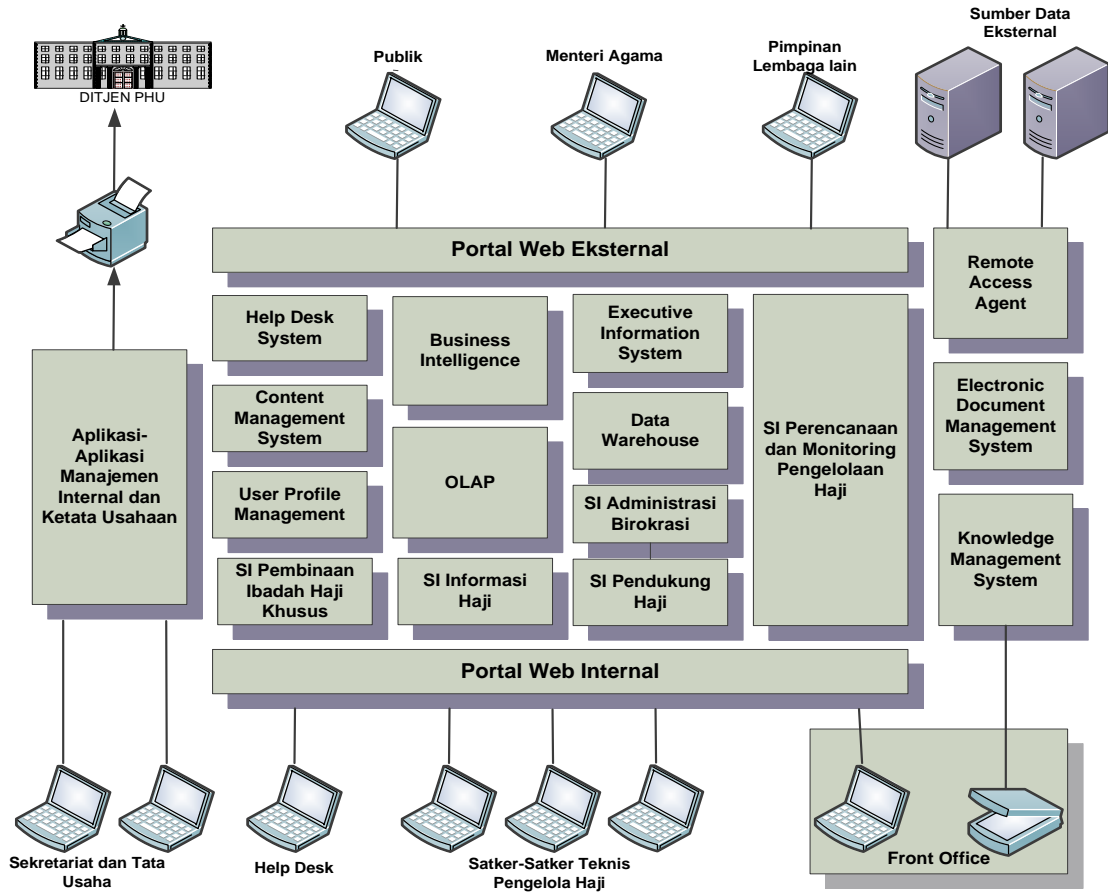 Sumber Data
Eksternal
Publik
Menteri Agama
Pimpinan
Lembaga lain
DITJEN PHU
Portal Web Eksternal
Remote
Access
Agent
Help Desk
System
Business
Intelligence
Executive
Information
System
SI Perencanaan
dan Monitoring
Pengelolaan
Haji
Aplikasi-
Aplikasi
Manajemen
Internal dan
Ketata Usahaan
Content
Management
System
Data
Warehouse
Electronic
Document
Management
System
OLAP
User Profile
Management
SI Administrasi
Birokrasi
Knowledge
Management
System
SI Pembinaan
Ibadah Haji
Khusus
SI Informasi
Haji
SI Pendukung
Haji
Portal Web Internal
Sekretariat dan Tata
Usaha
Help Desk
Satker-Satker Teknis
Pengelola Haji
Front Office